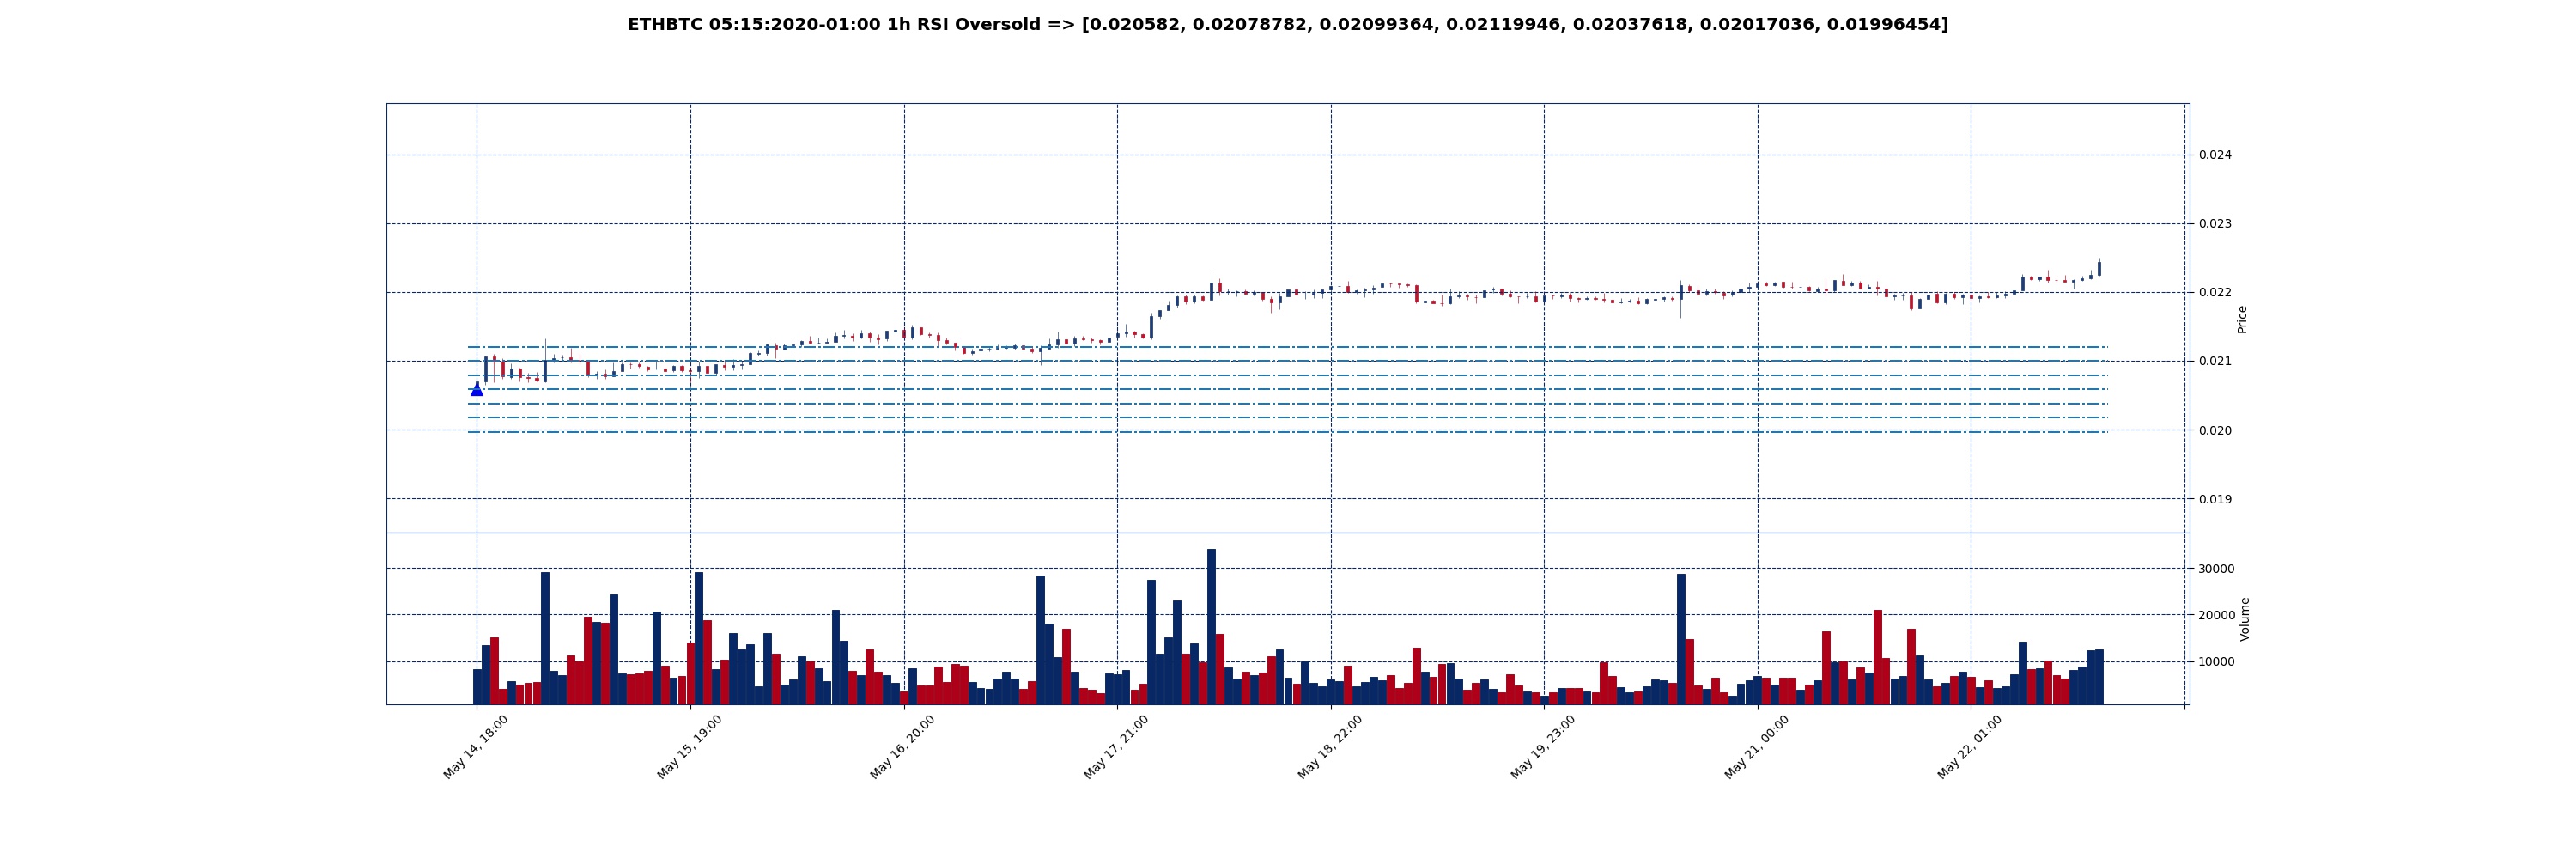 ETHBTC 05:15:2020-01:00 1h RSI Oversold => [0.020582, 0.02078782, 0.02099364, 0.02119946, 0.02037618, 0.02017036, 0.01996454]
0.024
0.023
0.022
0.021
0.020
0.019
Price
30000
20000
10000
Volume
May 14, 18:00
May 15, 19:00
May 16, 20:00
May 17, 21:00
May 18, 22:00
May 19, 23:00
May 21, 00:00
May 22, 01:00